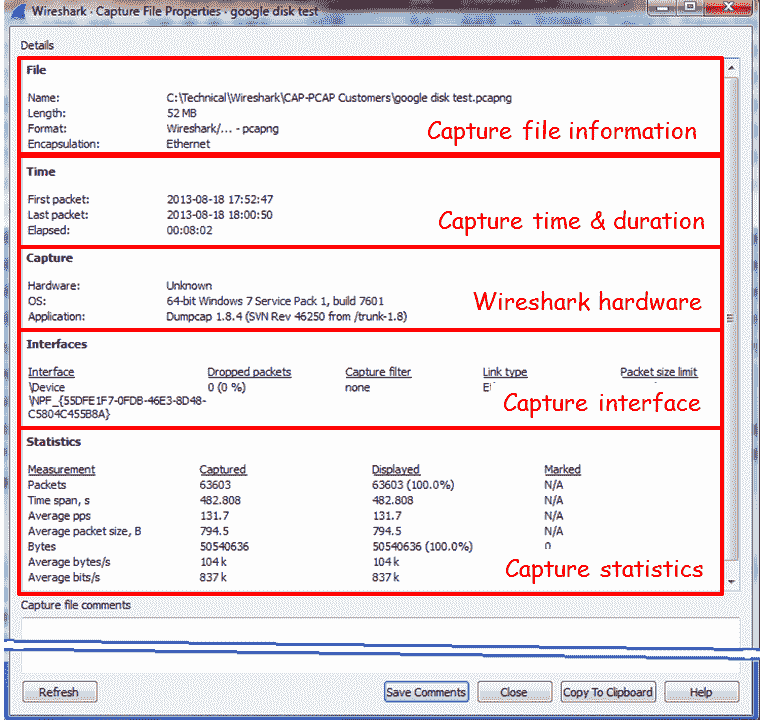 Wireshark · Capture File Properties · google disk test
Details
File
Name: C:\Technical\Wireshark\CAP-PCAP Customers\google disk test.pcapng
Length: 52 MB
Format: Wireshark/... - pcapng
Encapsulation: Ethernet
Capture file information
Time
First packet: 2013-08-18 17:52:47
Last packet: 2013-08-18 18:00:50
Elapsed: 00:08:02
Capture time & duration
Capture
Hardware: Unknown
OS: 64-bit Windows 7 Service Pack 1, build 7601
Application: Dumpcap 1.8.4 (SVN Rev 46250 from /trunk-1.8)
Wireshark hardware
Interfaces
Interface Dropped packets Capture filter Link type Packet size limit
\Device 0 (0 %) none
\NPF_{55DFE1F7-0FDB-46E3-8D48-
C5804C455B8A}
Capture interface
Statistics
Measurement Captured Displayed Marked
Packets 63603 63603 (100.0%) N/A
Time span, s 482.808 482.808 N/A
Average pps 131.7 131.7 N/A
Average packet size, B 794.5 794.5 N/A
Bytes 50540636 50540636 (100.0%) 0
Average bytes/s 104 k 104 k
Average bits/s 837 k 837 k
Capture statistics
Capture file comments
Refresh Save Comments Close Copy To Clipboard Help